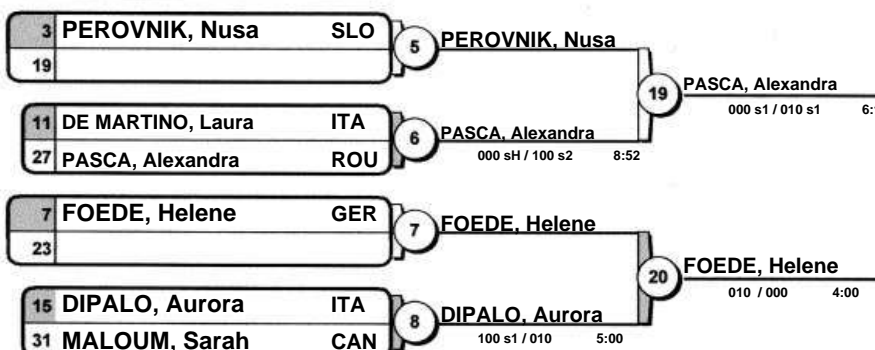 3 PEROVNIK, Nusa SLO
19
5
PEROVNIK, Nusa
11 DE MARTINO, Laura ITA
27 PASCA, Alexandra ROU
6
PASCA, Alexandra
000 sH / 100 s2 8:52
19
PASCA, Alexandra
000 s1 / 010 s1
7 FOEDE, Helene GER
23
7
FOEDE, Helene
15 DIPALO, Aurora ITA
31 MALOUM, Sarah CAN
8
DIPALO, Aurora
100 s1 / 010 5:00
20
FOEDE, Helene
010 / 000 4:00